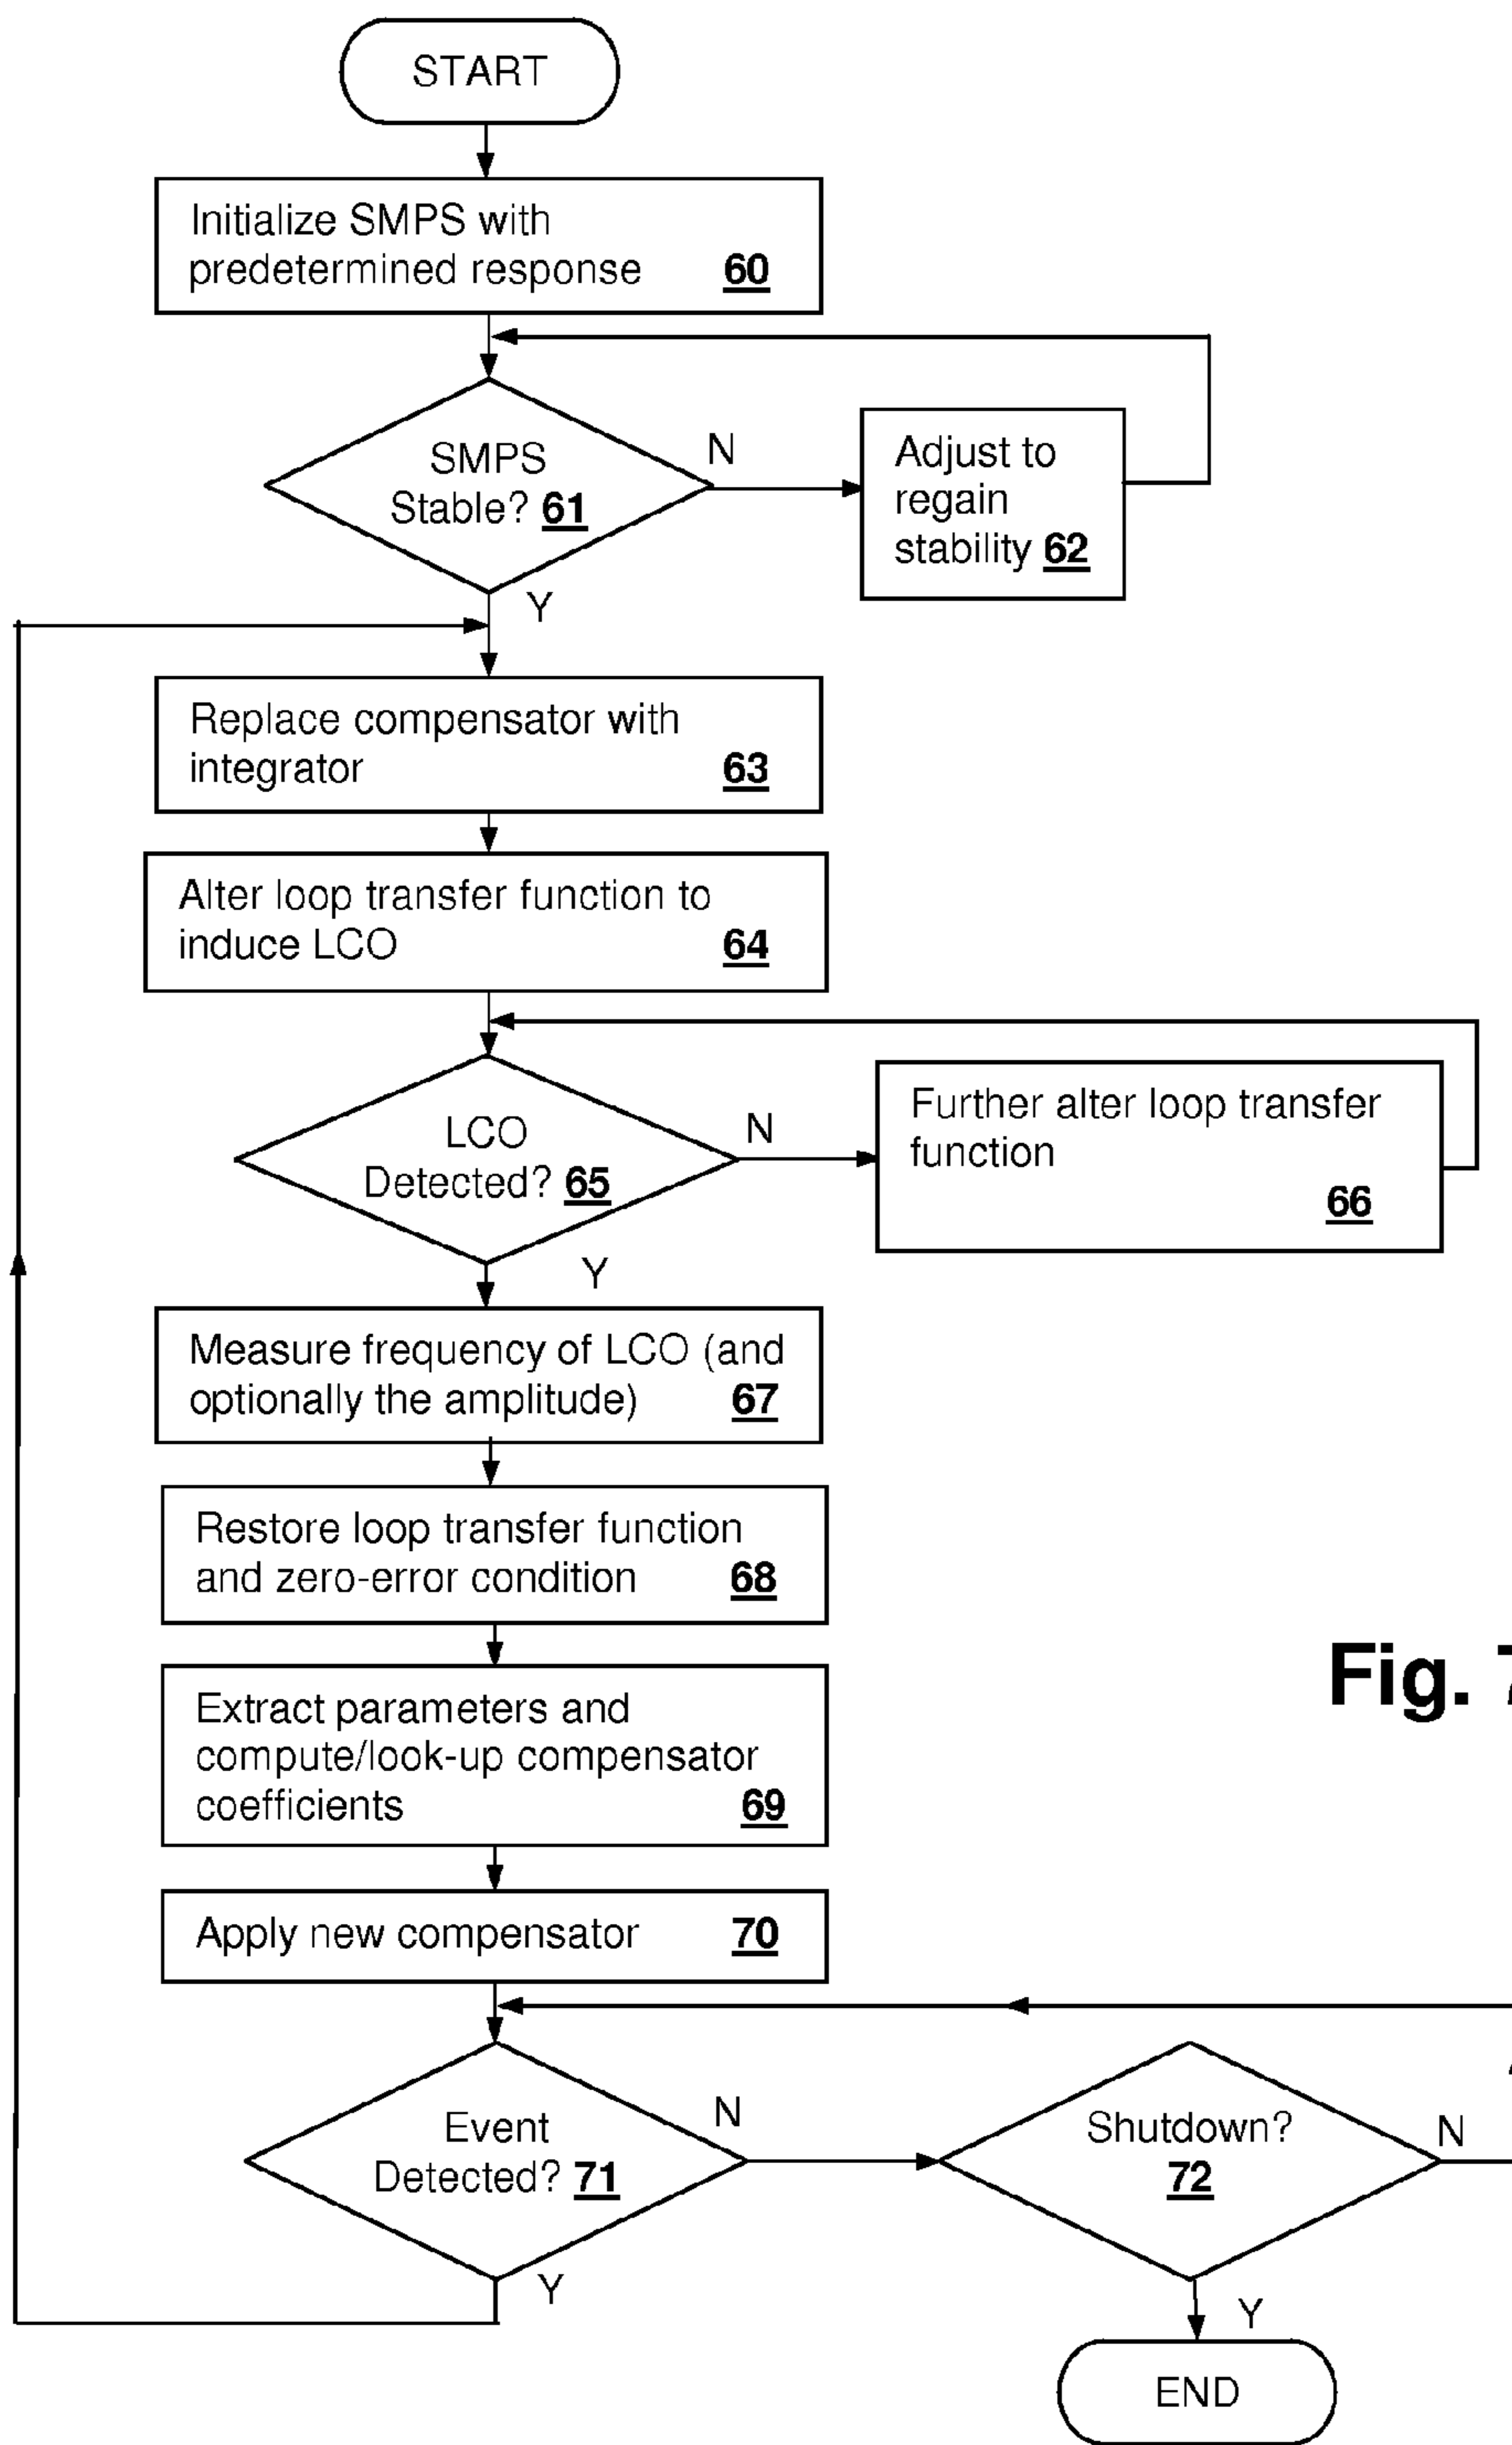 START
Initialize SMPS with
predetermined response 60
SMPS
Stable? 61
N
Adjust to
regain
stability 62
Y
Replace compensator with
integrator 63
Alter loop transfer function to
induce LCO 64
LCO
Detected? 65
N
Further alter loop transfer
function
66
Y
Measure frequency of LCO (and
optionally the amplitude) 67
Restore loop transfer function
and zero-error condition 68
Fig. 7
Extract parameters and
compute/look-up compensator
coefficients 69
Apply new compensator 70
Event
Detected? 71
N
Shutdown?
72
N
Y
Y
END